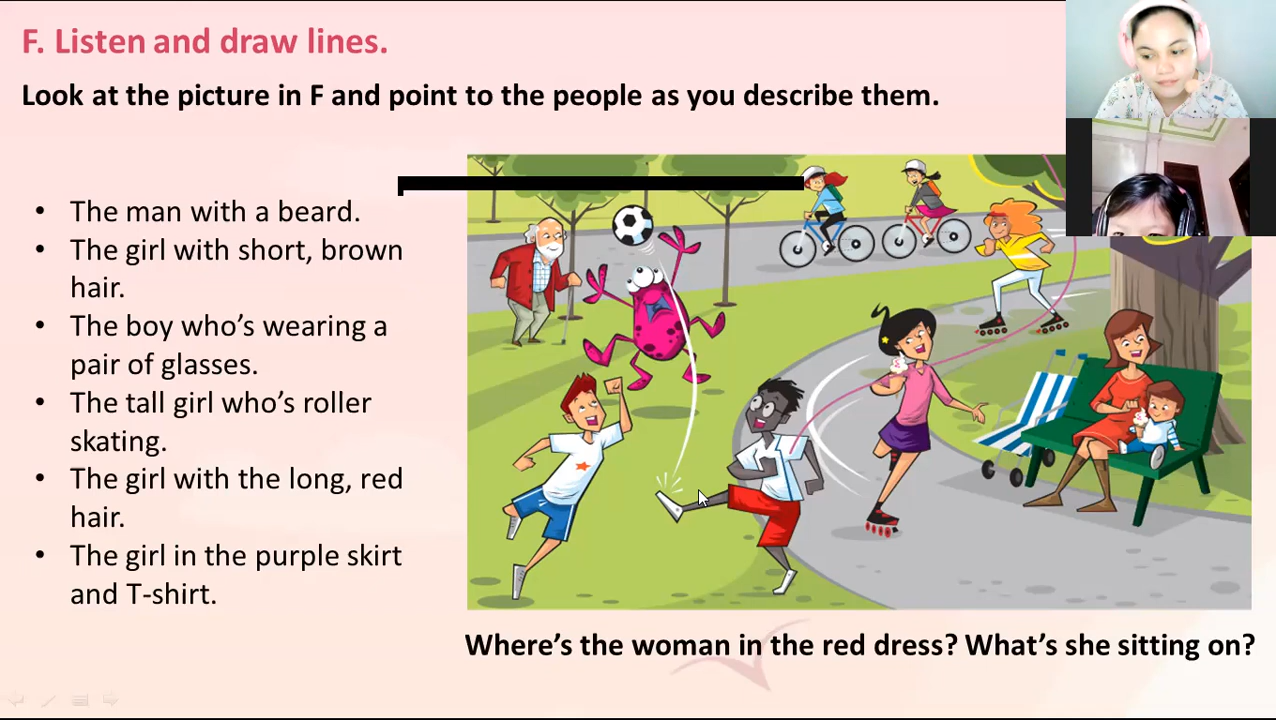 F. Listen and draw lines.
Look at the picture in F and point to the people as you describe them.
• The man with a beard.
• The girl with short, brown
hair.
• The boy who's wearing a
pair of glasses.
• The tall girl who's roller
skating.
• The girl with the long, red
hair.
• The girl in the purple skirt
and T-shirt.
Where's the woman in the red dress? What's she sitting on?